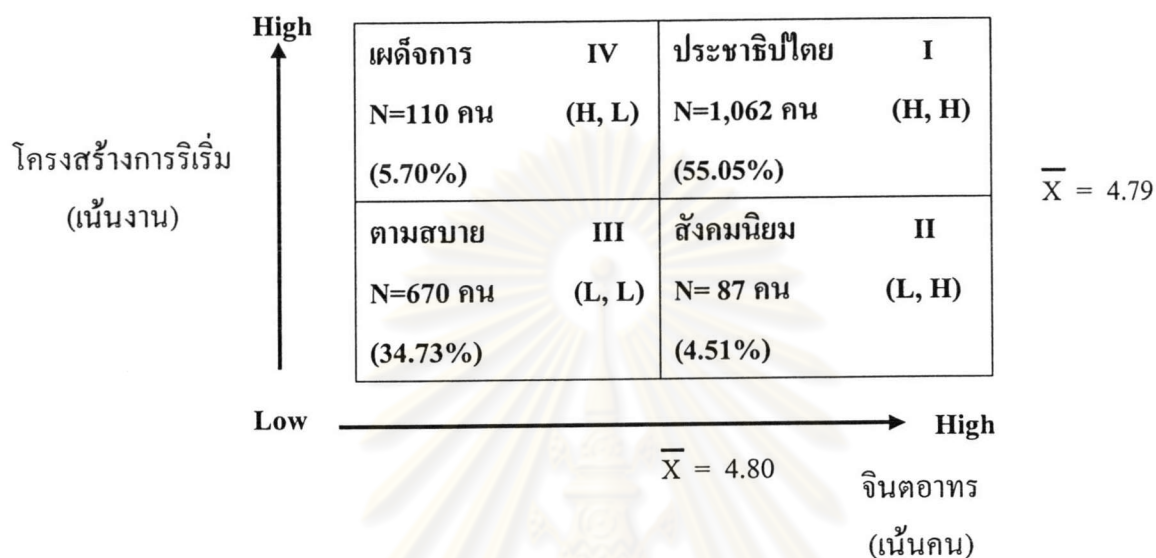 High
เผด็จการ IV
N=110 คน (H, L)
(5.70%)
ประชาธิปไตย I
N=1,062 คน (H, H)
(55.05%)
โครงสร้างการริเริ่ม
(เน้นงาน)
X̄ = 4.79
ตามสบาย III
N=670 คน (L, L)
(34.73%)
สังคมนิยม II
N= 87 คน (L, H)
(4.51%)
Low
High
X̄ = 4.80
จินตอาทร
(เน้นคน)